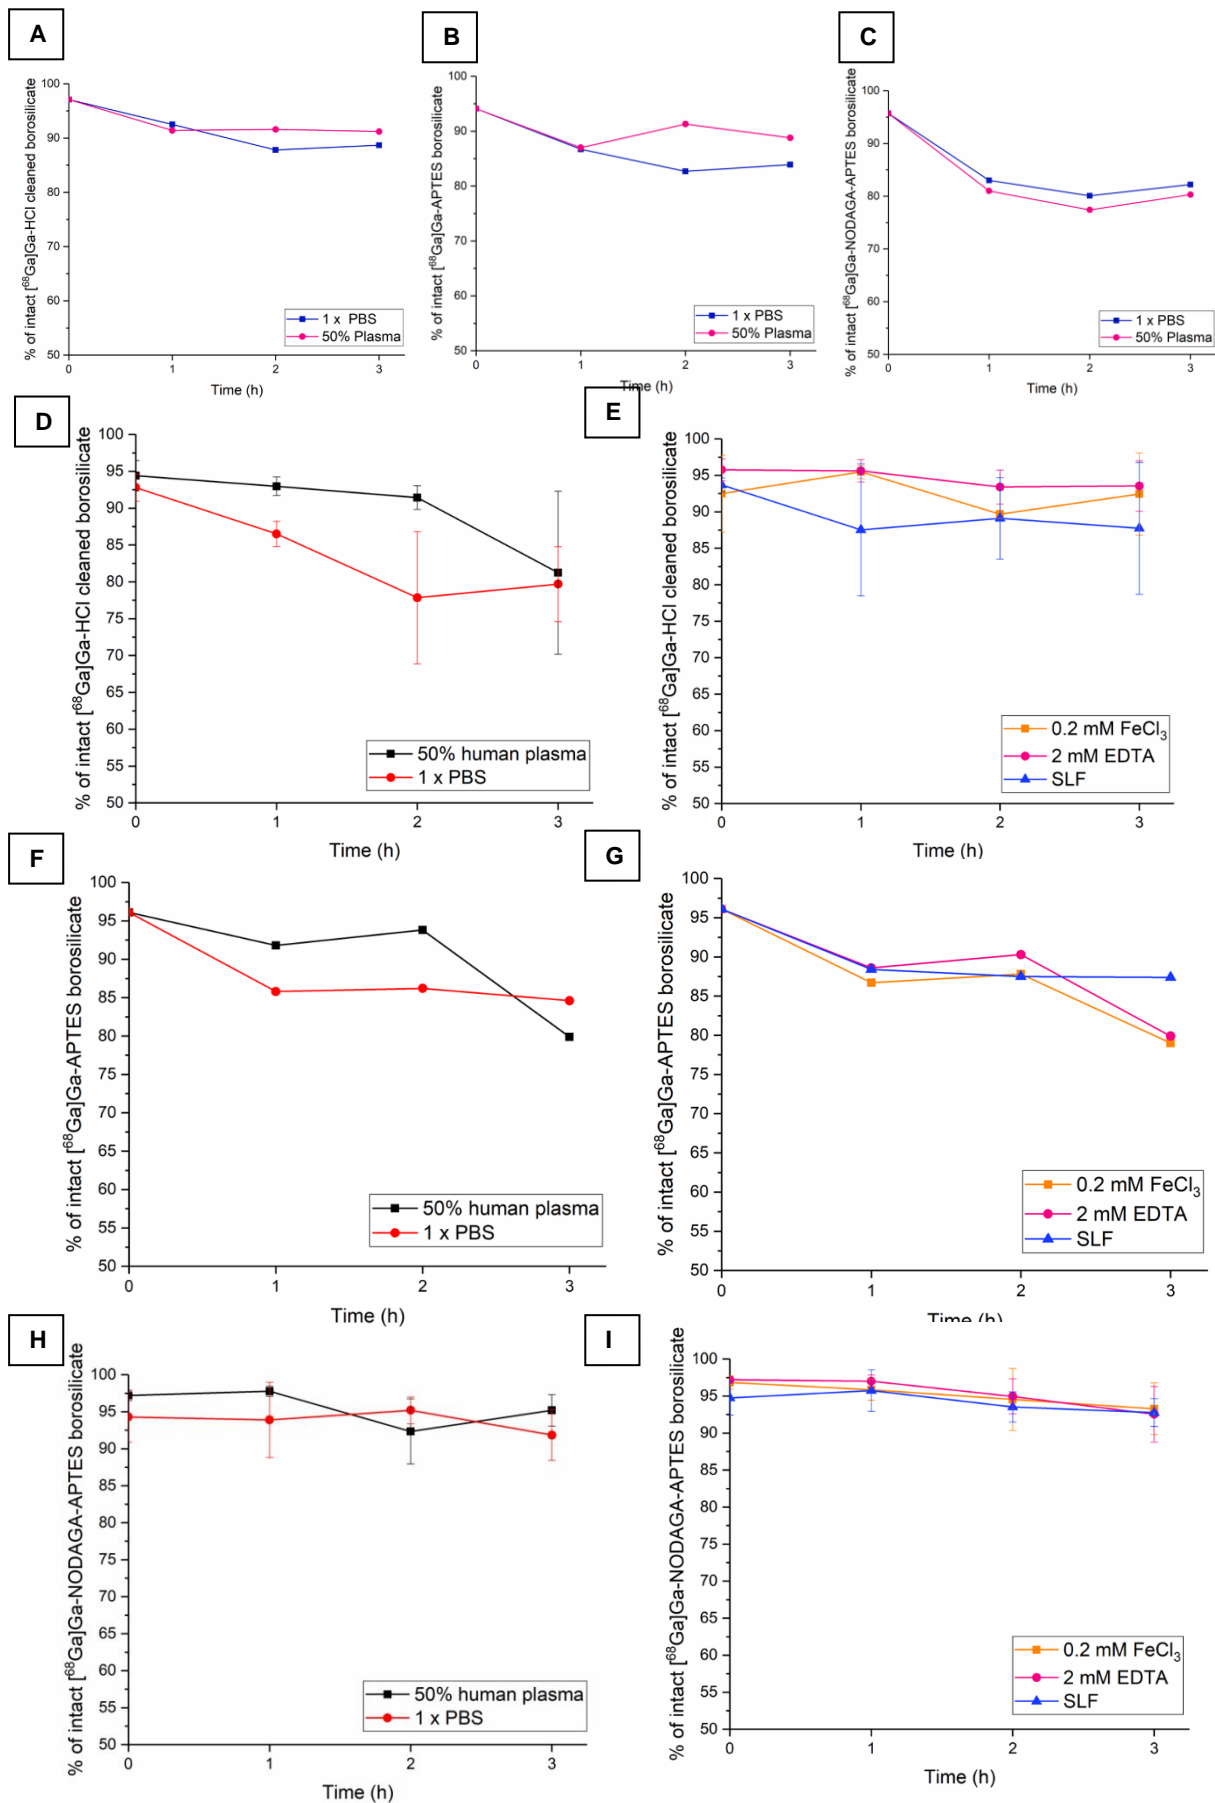 A
% of intact [⁶⁸Ga]Ga-HCl cleaned borosilicate
100
90
80
70
60
50
0
1
2
3
Time (h)
1 x PBS
50% Plasma
B
% of intact [⁶⁸Ga]Ga-APTES borosilicate
100
90
80
70
60
50
0
1
2
3
Time (h)
1 x PBS
50% Plasma
C
% of intact [⁶⁸Ga]Ga-NODAGA-APTES borosilicate
100
90
80
70
60
50
0
1
2
3
Time (h)
1 x PBS
50% Plasma
D
% of intact [⁶⁸Ga]Ga-HCl cleaned borosilicate
100
95
90
85
80
75
70
65
60
55
50
0
1
2
3
Time (h)
50% human plasma
1 x PBS
E
% of intact [⁶⁸Ga]Ga-HCl cleaned borosilicate
100
95
90
85
80
75
70
65
60
55
50
0
1
2
3
Time (h)
0.2 mM FeCl₃
2 mM EDTA
SLF
F
% of intact [⁶⁸Ga]Ga-APTES borosilicate
100
95
90
85
80
75
70
65
60
55
50
0
1
2
3
Time (h)
50% human plasma
1 x PBS
G
% of intact [⁶⁸Ga]Ga-APTES borosilicate
100
95
90
85
80
75
70
65
60
55
50
0
1
2
3
Time (h)
0.2 mM FeCl₃
2 mM EDTA
SLF
H
% of intact [⁶⁸Ga]Ga-NODAGA-APTES borosilicate
100
95
90
85
80
75
70
65
60
55
50
0
1
2
3
Time (h)
50% human plasma
1 x PBS
I
% of intact [⁶⁸Ga]Ga-NODAGA-APTES borosilicate
100
95
90
85
80
75
70
65
60
55
50
0
1
2
3
Time (h)
0.2 mM FeCl₃
2 mM EDTA
SLF